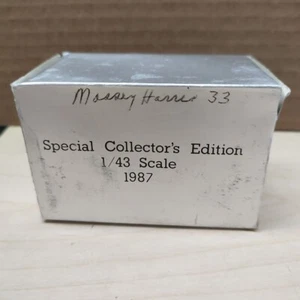 Massey Harris 33
Special Collector's Edition
1/43 Scale
1987